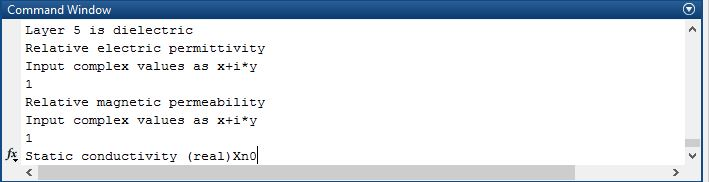 Command Window
Layer 5 is dielectric
Relative electric permittivity
Input complex values as x+i*y
1
Relative magnetic permeability
Input complex values as x+i*y
1
fx Static conductivity (real)Xn0